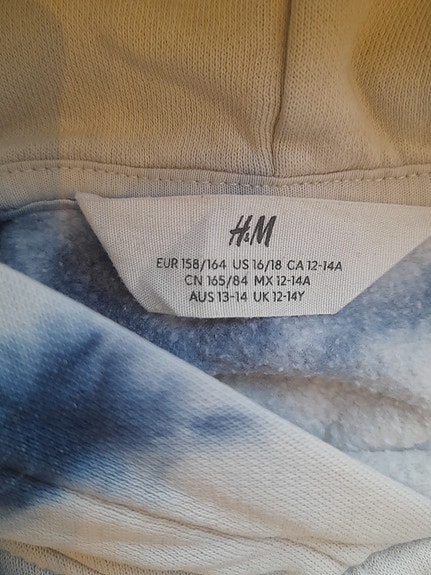 H&M
EUR 158/164 US 16/18 CA 12-14A
CN 165/84 MX 12-14A
AUS 13-14 UK 12-14Y